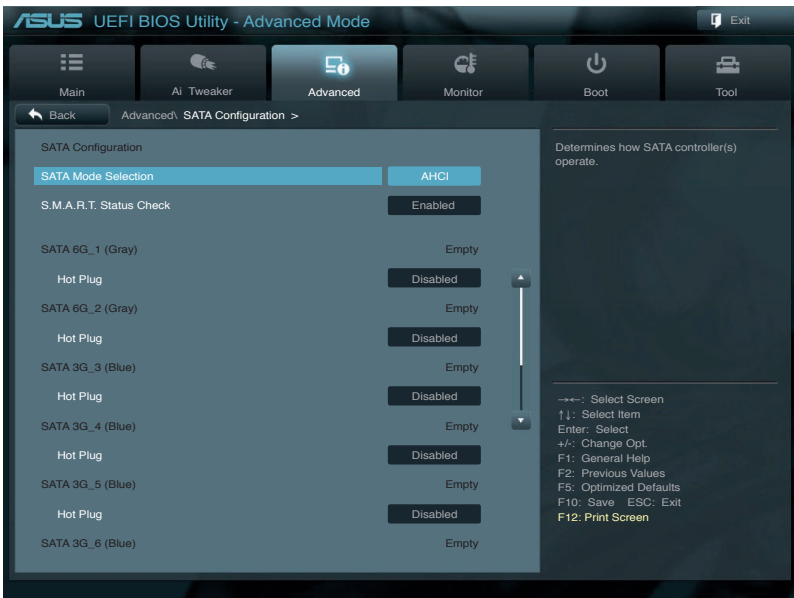 ASUS UEFI BIOS Utility - Advanced Mode
Exit
Main Ai Tweaker Advanced Monitor Boot Tool
Back Advanced\ SATA Configuration >
SATA Configuration
SATA Mode Selection AHCI
S.M.A.R.T. Status Check Enabled
SATA 6G_1 (Gray) Empty
Hot Plug Disabled
SATA 6G_2 (Gray) Empty
Hot Plug Disabled
SATA 3G_3 (Blue) Empty
Hot Plug Disabled
SATA 3G_4 (Blue) Empty
Hot Plug Disabled
SATA 3G_5 (Blue) Empty
Hot Plug Disabled
SATA 3G_6 (Blue) Empty
Determines how SATA controller(s)
operate.
→←: Select Screen
↑↓: Select Item
Enter: Select
+/-: Change Opt.
F1: General Help
F2: Previous Values
F5: Optimized Defaults
F10: Save ESC: Exit
F12: Print Screen